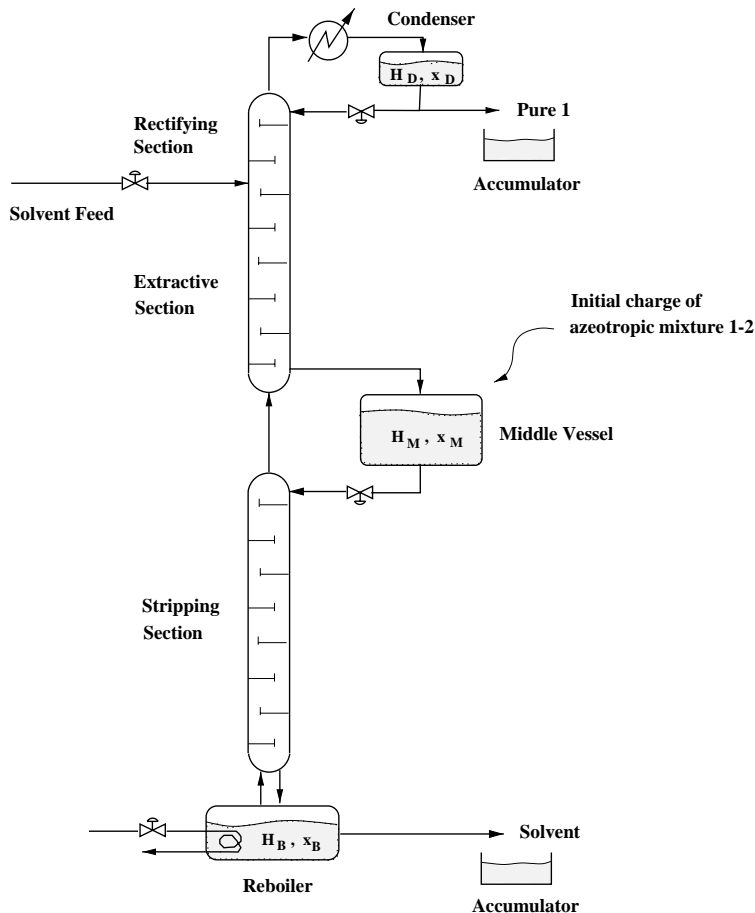 Condenser
H D, x D
Pure 1
Rectifying
Section
Accumulator
Solvent Feed
Extractive
Section
Initial charge of
azeotropic mixture 1-2
H M, x M
Middle Vessel
Stripping
Section
H B, x B
Solvent
Reboiler
Accumulator